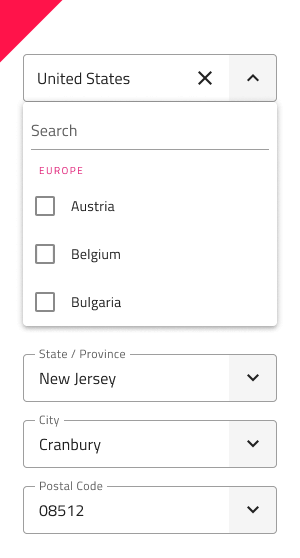 United States
Search
EUROPE
Austria
Belgium
Bulgaria
State / Province
New Jersey
City
Cranbury
Postal Code
08512